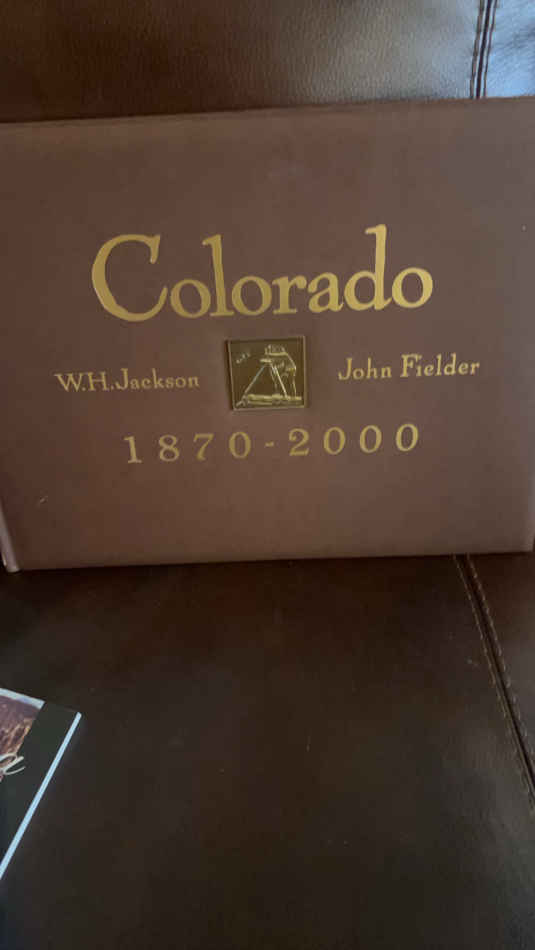 Colorado
W.H.Jackson
John Fielder
1870-2000